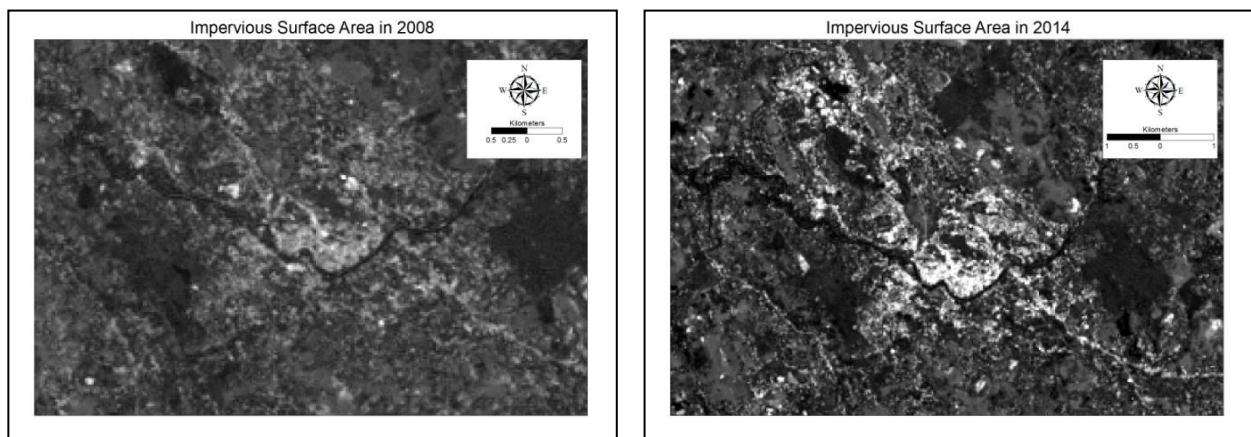 Impervious Surface Area in 2008
N
W E
S
Kilometers
0.5 0.25 0 0.5
Impervious Surface Area in 2014
N
W E
S
Kilometers
1 0.5 0 1